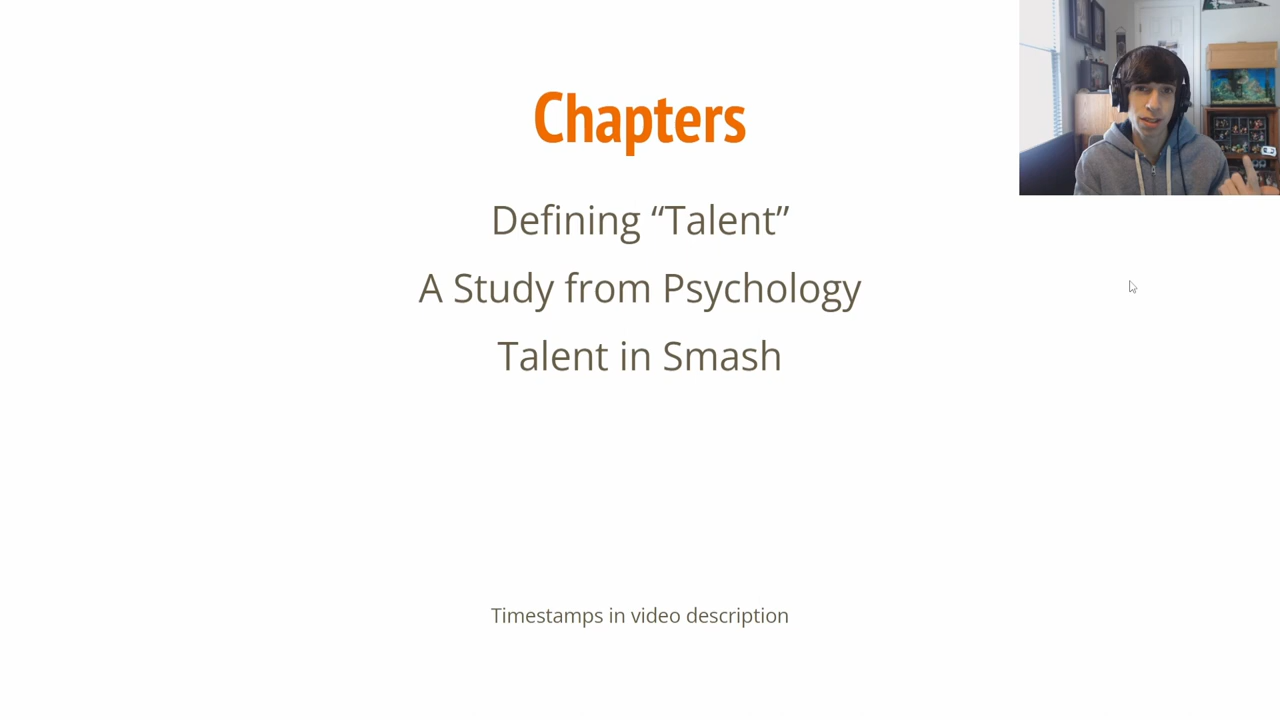 Chapters
Defining “Talent”
A Study from Psychology
Talent in Smash
Timestamps in video description